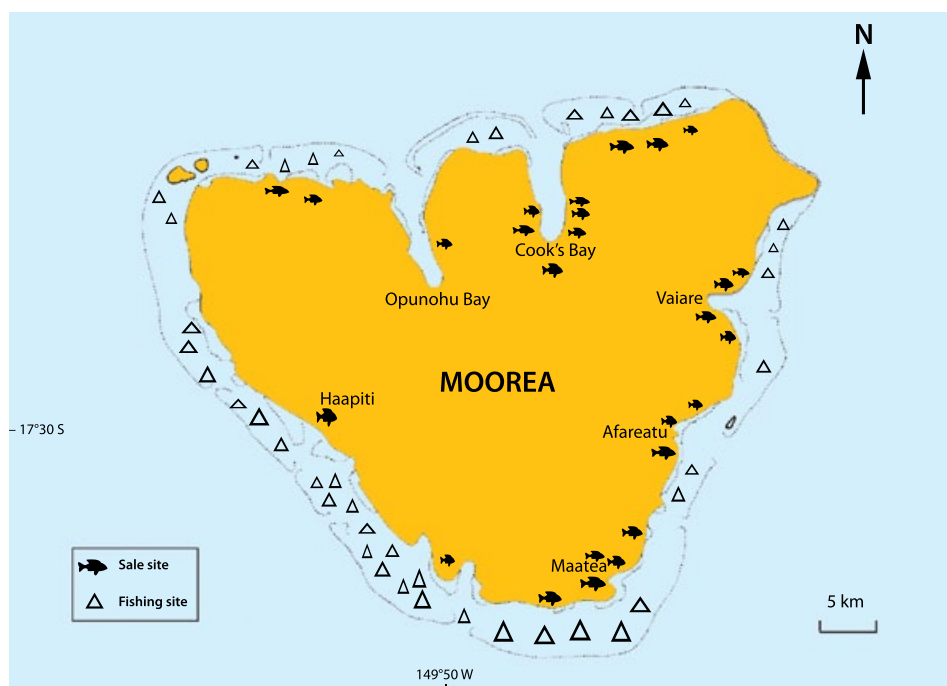 N
Cook's Bay
Opunohu Bay
Vaiare
MOOREA
Haapiti
17°30 S
Afareatu
Maatea
Sale site
Fishing site
5 km
149°50 W